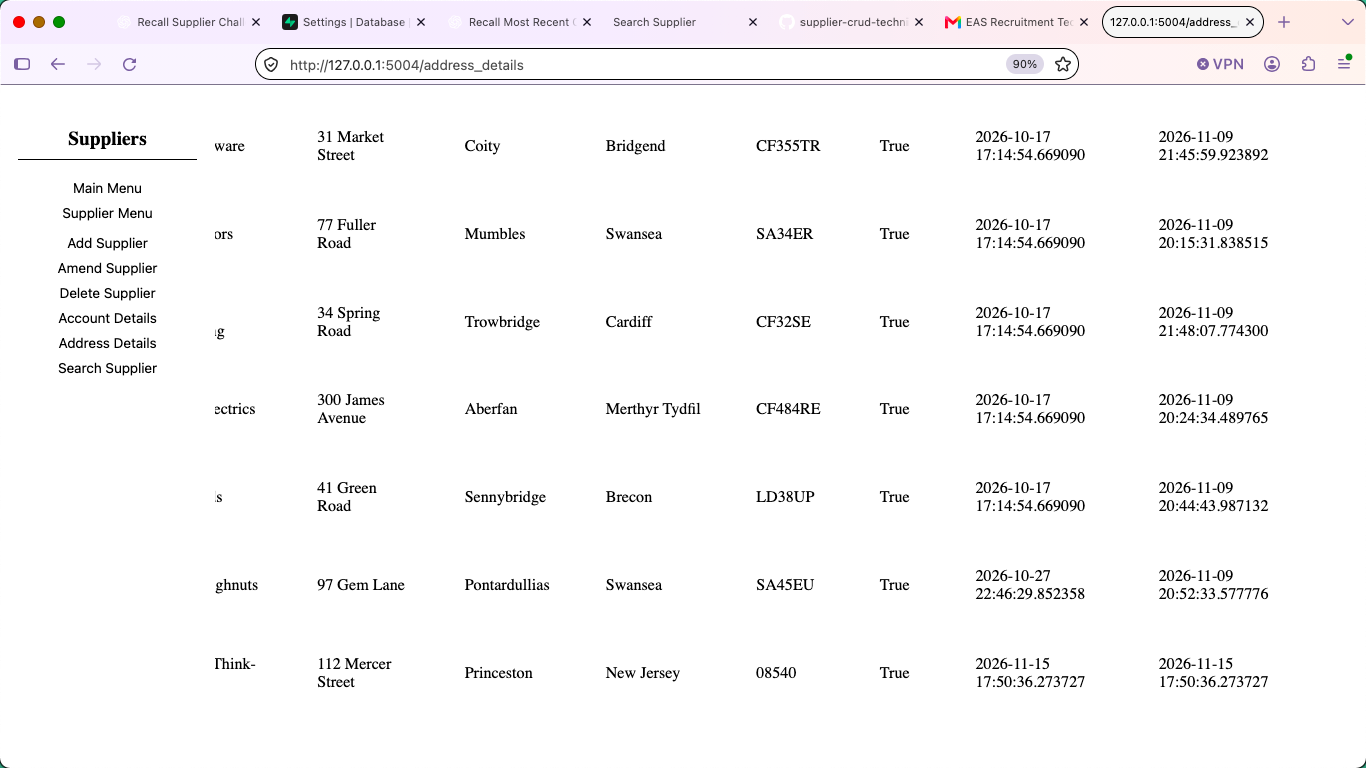 Recall Supplier Chall
Settings | Database
Recall Most Recent
Search Supplier
supplier-crud-techni
EAS Recruitment Tec
127.0.0.1:5004/address_
http://127.0.0.1:5004/address_details
90%
VPN
Suppliers
Main Menu
Supplier Menu
Add Supplier
Amend Supplier
Delete Supplier
Account Details
Address Details
Search Supplier
ware
31 Market
Street
Coity
Bridgend
CF355TR
True
2026-10-17
17:14:54.669090
2026-11-09
21:45:59.923892
ors
77 Fuller
Road
Mumbles
Swansea
SA34ER
True
2026-10-17
17:14:54.669090
2026-11-09
20:15:31.838515
g
34 Spring
Road
Trowbridge
Cardiff
CF32SE
True
2026-10-17
17:14:54.669090
2026-11-09
21:48:07.774300
ectrics
300 James
Avenue
Aberfan
Merthyr Tydfil
CF484RE
True
2026-10-17
17:14:54.669090
2026-11-09
20:24:34.489765
s
41 Green
Road
Sennybridge
Brecon
LD38UP
True
2026-10-17
17:14:54.669090
2026-11-09
20:44:43.987132
ghnuts
97 Gem Lane
Pontardullias
Swansea
SA45EU
True
2026-10-27
22:46:29.852358
2026-11-09
20:52:33.577776
Think-
112 Mercer
Street
Princeston
New Jersey
08540
True
2026-11-15
17:50:36.273727
2026-11-15
17:50:36.273727